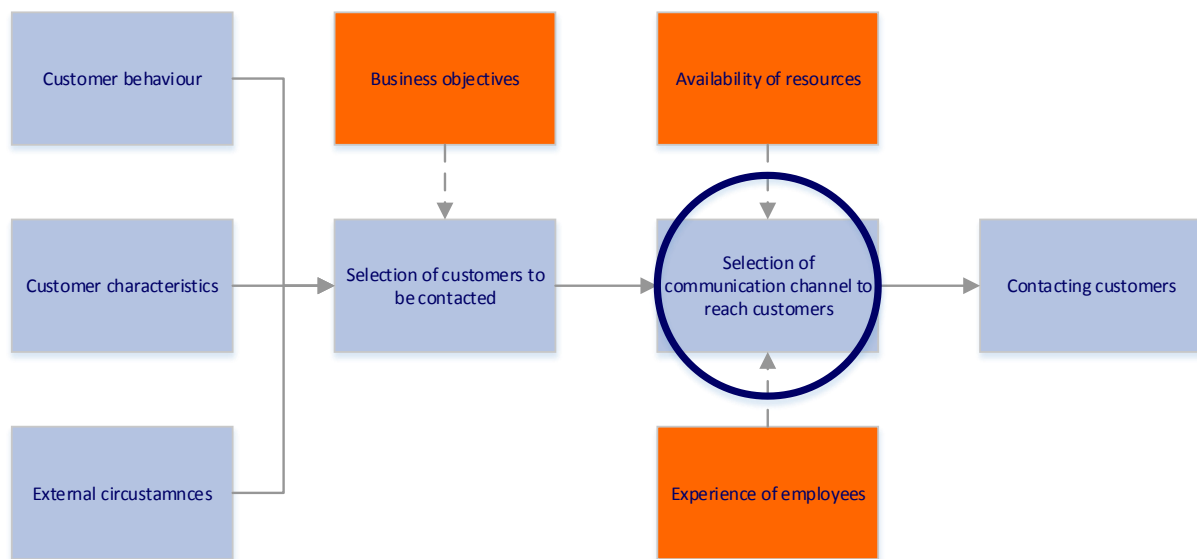 Customer behaviour
Business objectives
Availability of resources
Customer characteristics
Selection of customers to
be contacted
Selection of
communication channel to
reach customers
Contacting customers
External circustamnces
Experience of employees